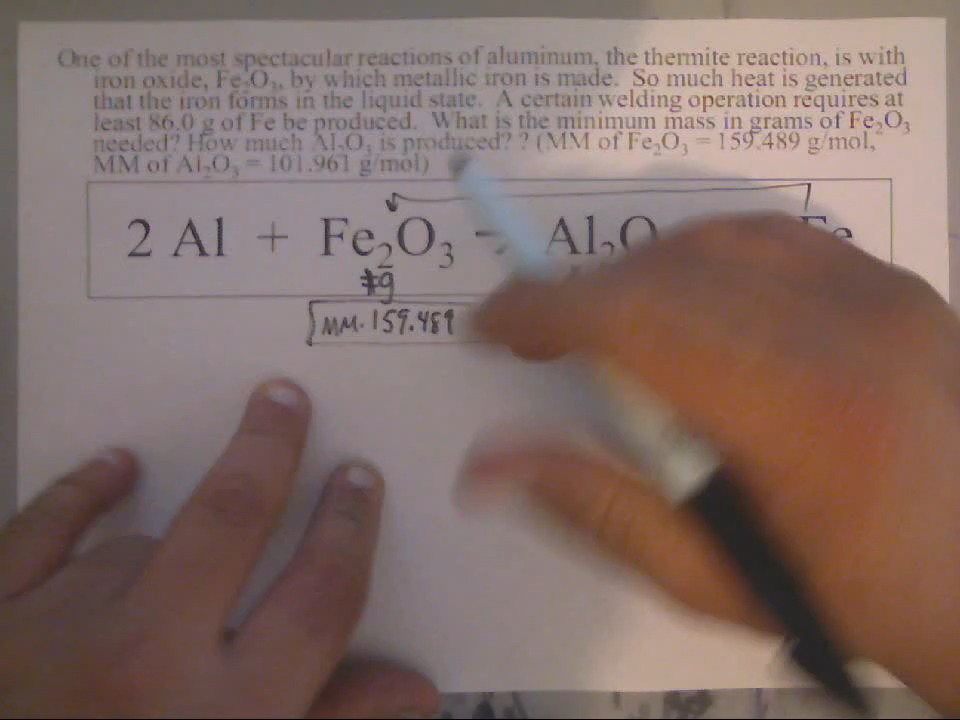 One of the most spectacular reactions of aluminum, the thermite reaction, is with
iron oxide, Fe₂O₃, by which metallic iron is made. So much heat is generated
that the iron forms in the liquid state. A certain welding operation requires at
least 86.0 g of Fe be produced. What is the minimum mass in grams of Fe₂O₃
needed? How much Al₂O₃ is produced? ? (MM of Fe₂O₃ = 159.489 g/mol,
MM of Al₂O₃ = 101.961 g/mol)
2 Al + Fe₂O₃ → Al₂O Fe
#g
MM. 159.489